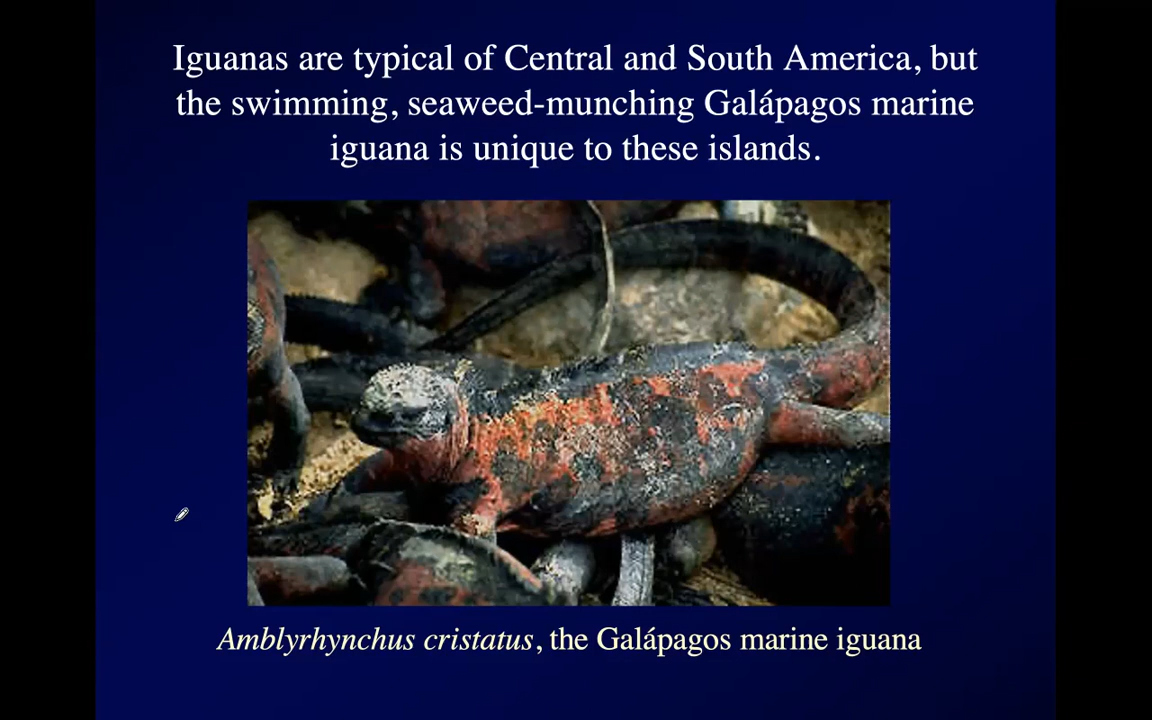 Iguanas are typical of Central and South America, but
the swimming, seaweed-munching Galápagos marine
iguana is unique to these islands.
Amblyrhynchus cristatus, the Galápagos marine iguana